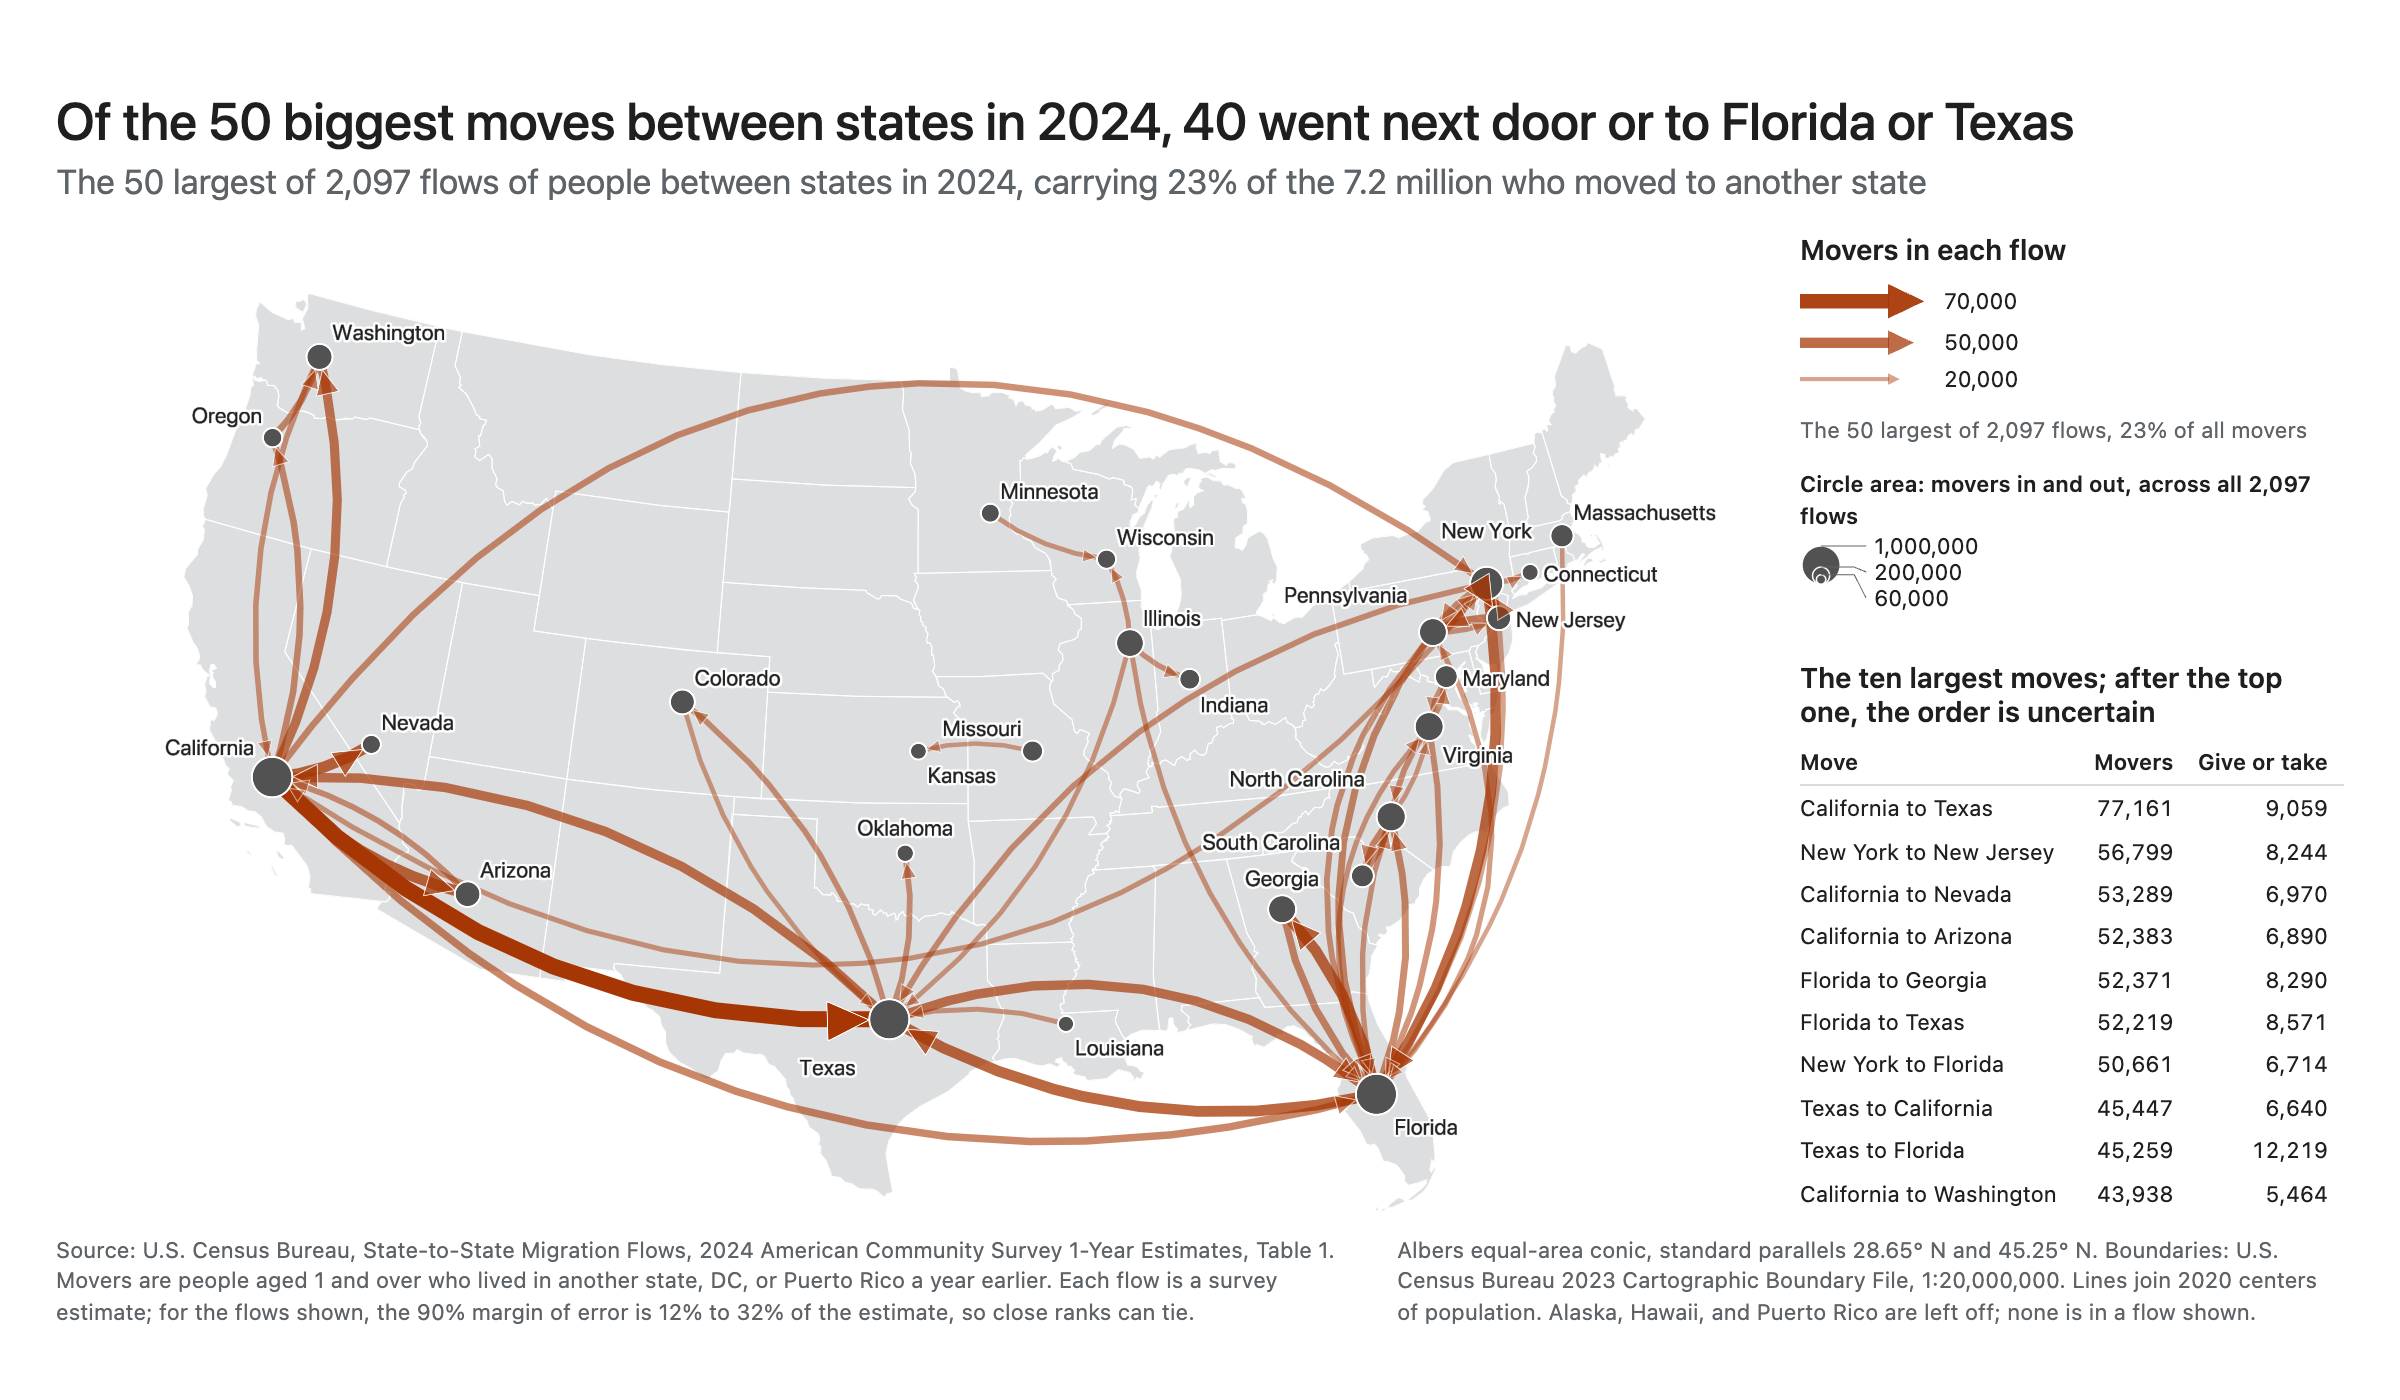 Of the 50 biggest moves between states in 2024, 40 went next door or to Florida or Texas
The 50 largest of 2,097 flows of people between states in 2024, carrying 23% of the 7.2 million who moved to another state
Movers in each flow
70,000
50,000
20,000
The 50 largest of 2,097 flows, 23% of all movers
Circle area: movers in and out, across all 2,097
flows
1,000,000
200,000
60,000
Washington
Oregon
Minnesota
Wisconsin
Massachusetts
New York
Connecticut
Pennsylvania
New Jersey
Illinois
Colorado
Maryland
Indiana
Nevada
Missouri
California
Kansas
Virginia
North Carolina
Oklahoma
South Carolina
Arizona
Georgia
Louisiana
Texas
Florida
The ten largest moves; after the top
one, the order is uncertain
Move Movers Give or take
California to Texas 77,161 9,059
New York to New Jersey 56,799 8,244
California to Nevada 53,289 6,970
California to Arizona 52,383 6,890
Florida to Georgia 52,371 8,290
Florida to Texas 52,219 8,571
New York to Florida 50,661 6,714
Texas to California 45,447 6,640
Texas to Florida 45,259 12,219
California to Washington 43,938 5,464
Source: U.S. Census Bureau, State-to-State Migration Flows, 2024 American Community Survey 1-Year Estimates, Table 1.
Movers are people aged 1 and over who lived in another state, DC, or Puerto Rico a year earlier. Each flow is a survey
estimate; for the flows shown, the 90% margin of error is 12% to 32% of the estimate, so close ranks can tie.
Albers equal-area conic, standard parallels 28.65° N and 45.25° N. Boundaries: U.S.
Census Bureau 2023 Cartographic Boundary File, 1:20,000,000. Lines join 2020 centers
of population. Alaska, Hawaii, and Puerto Rico are left off; none is in a flow shown.